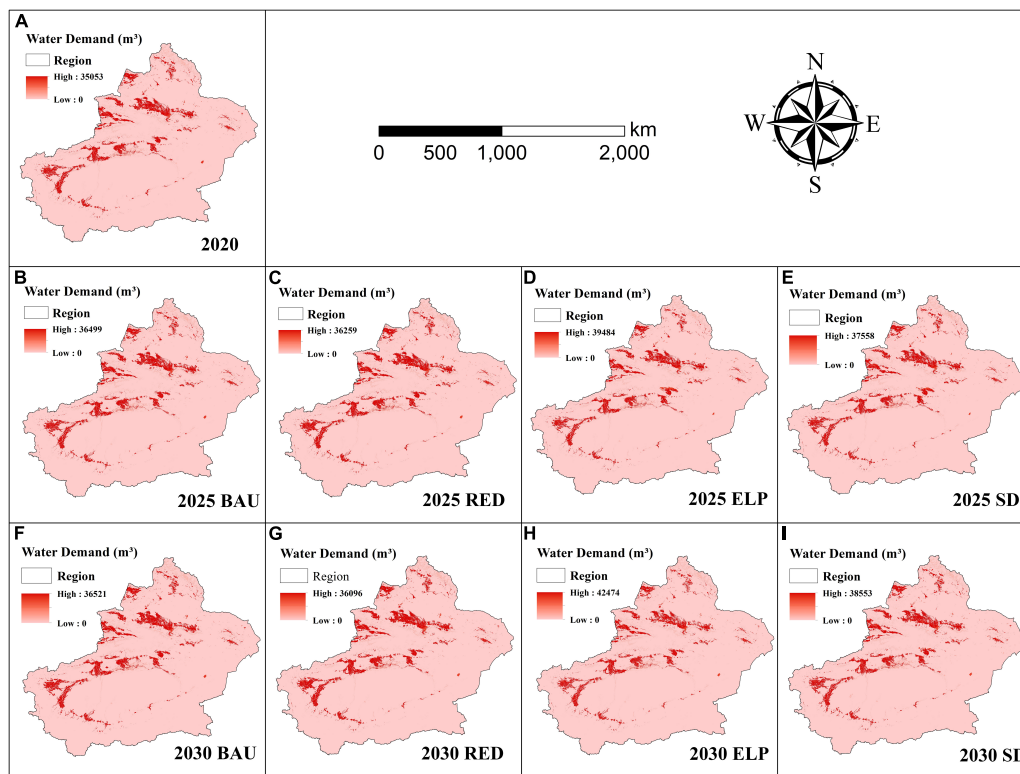 A
Water Demand (m³)
Region
High : 35053
Low : 0
2020
km
0 500 1,000 2,000
N
W E
S
B
Water Demand (m³)
Region
High : 36499
Low : 0
2025 BAU
C
Water Demand (m³)
Region
High : 36259
Low : 0
2025 RED
D
Water Demand (m³)
Region
High : 39484
Low : 0
2025 ELP
E
Water Demand (m³)
Region
High : 37558
Low : 0
2025 SD
F
Water Demand (m³)
Region
High : 36521
Low : 0
2030 BAU
G
Water Demand (m³)
Region
High : 36096
Low : 0
2030 RED
H
Water Demand (m³)
Region
High : 42474
Low : 0
2030 ELP
I
Water Demand (m³)
Region
High : 38553
Low : 0
2030 SD